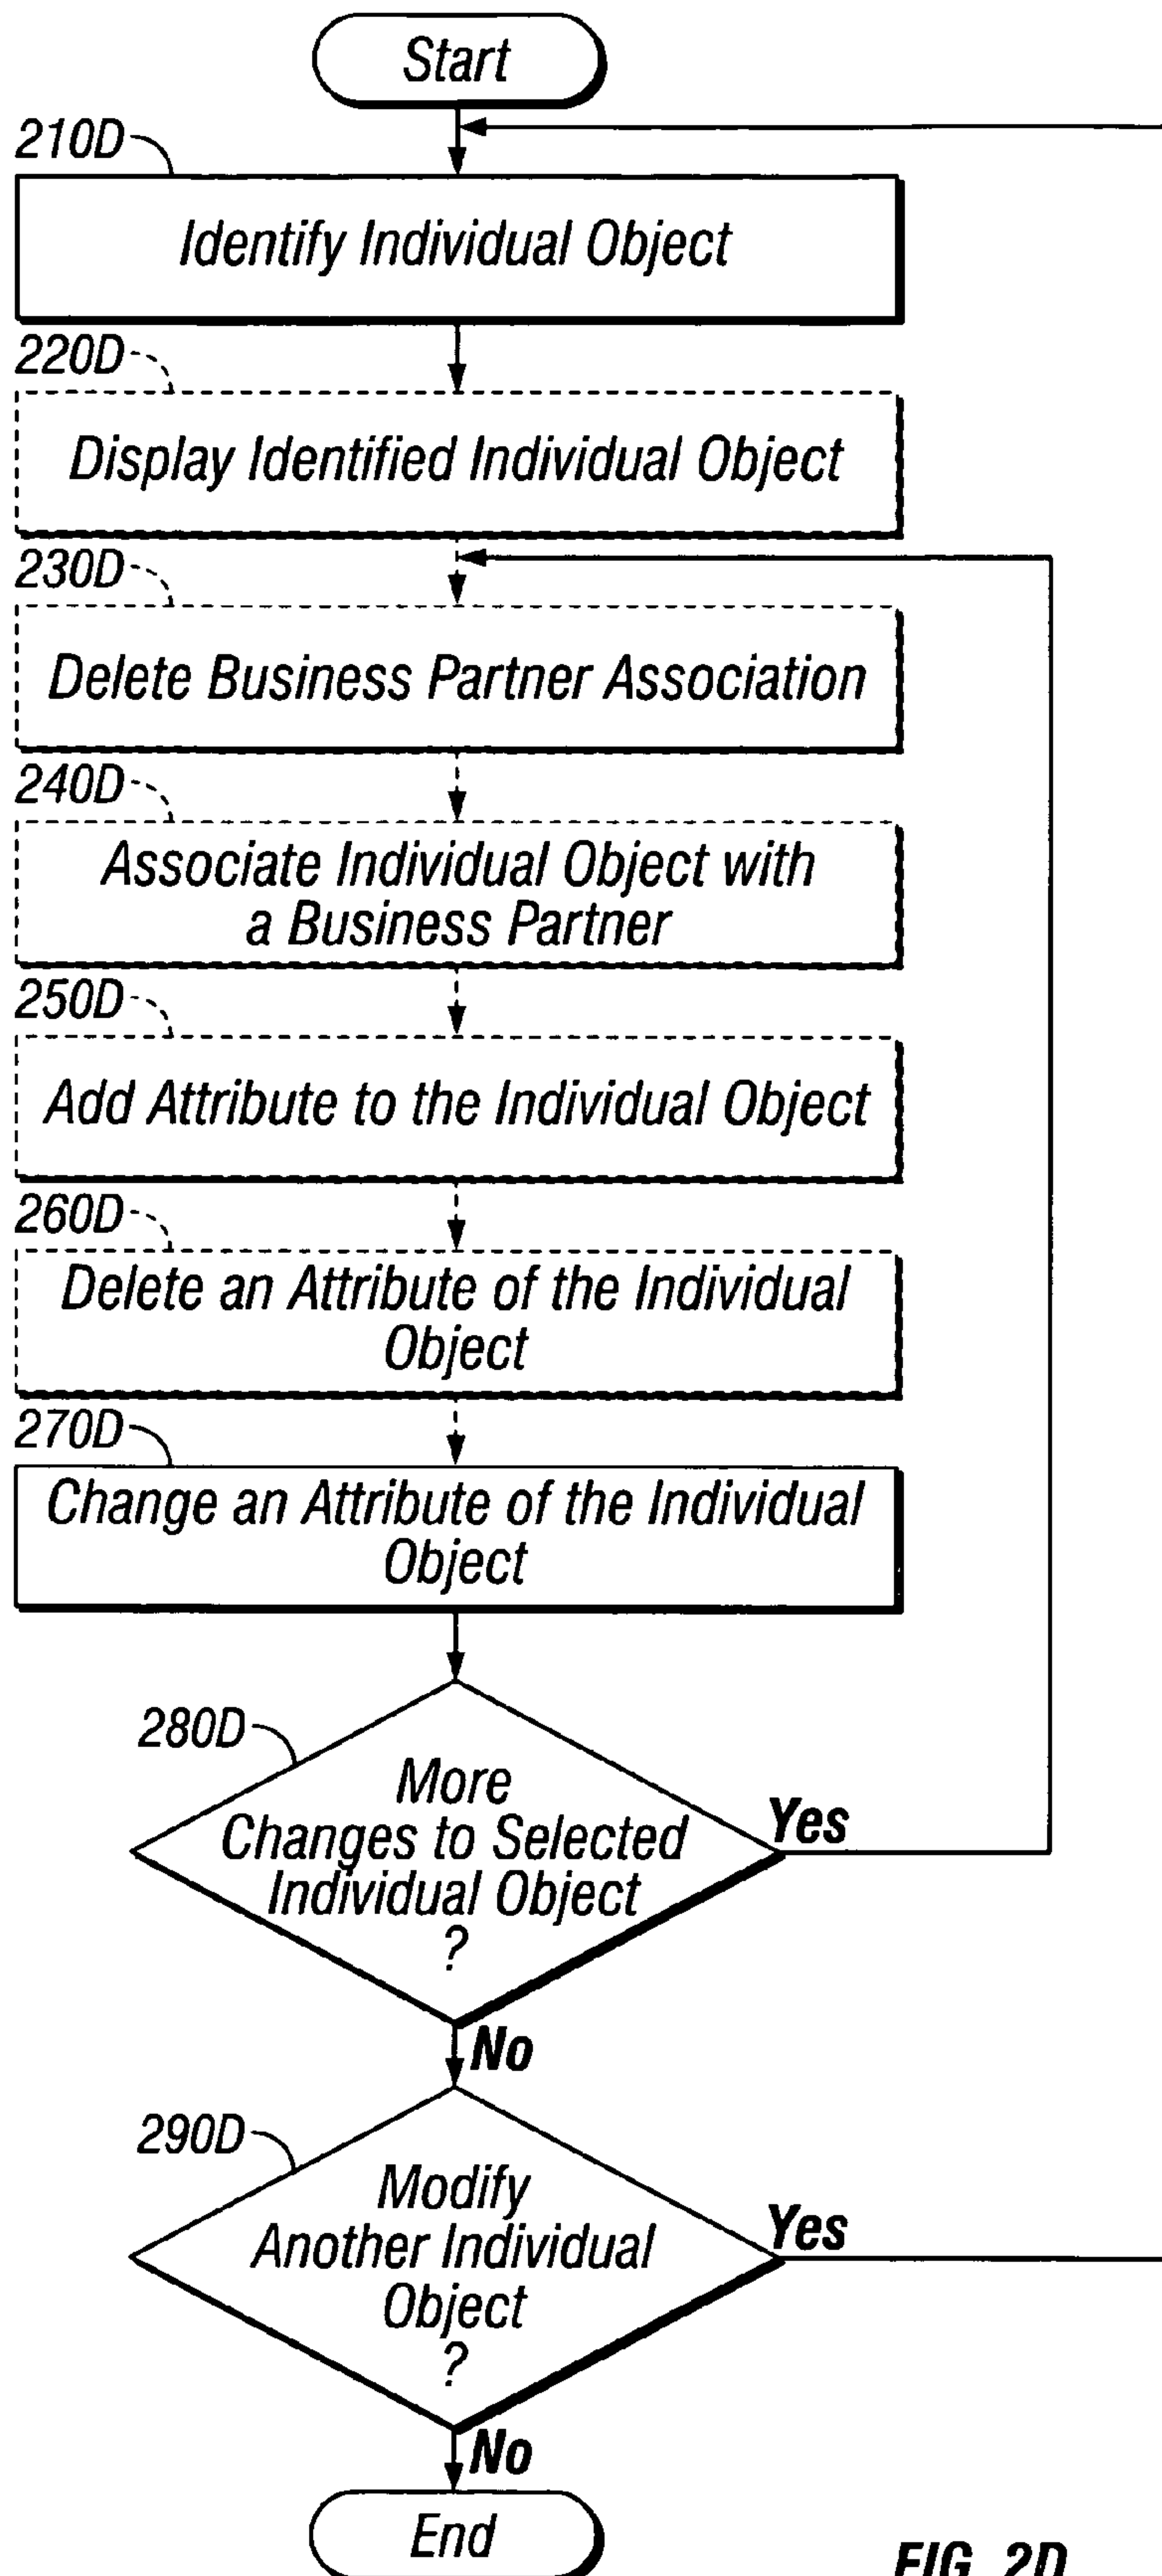 Start
210D
Identify Individual Object
220D
Display Identified Individual Object
230D
Delete Business Partner Association
240D
Associate Individual Object with
a Business Partner
250D
Add Attribute to the Individual Object
260D
Delete an Attribute of the Individual
Object
270D
Change an Attribute of the Individual
Object
280D
More
Changes to Selected
Individual Object
?
Yes
No
290D
Modify
Another Individual
Object
?
Yes
No
End
FIG. 2D